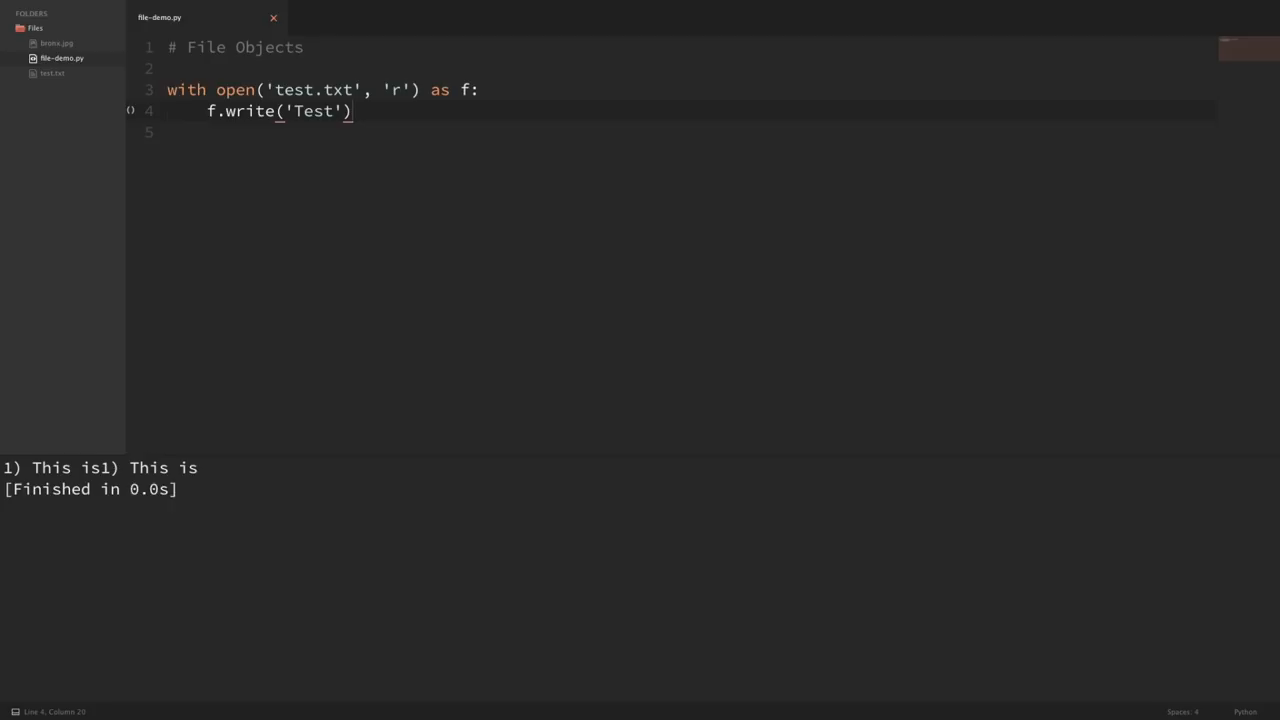 FOLDERS
Files
bronx.jpg
file-demo.py
test.txt
file-demo.py
1 # File Objects
2
3 with open('test.txt', 'r') as f:
() 4     f.write('Test')
5
1) This is1) This is
[Finished in 0.0s]
Line 4, Column 20
Spaces: 4
Python